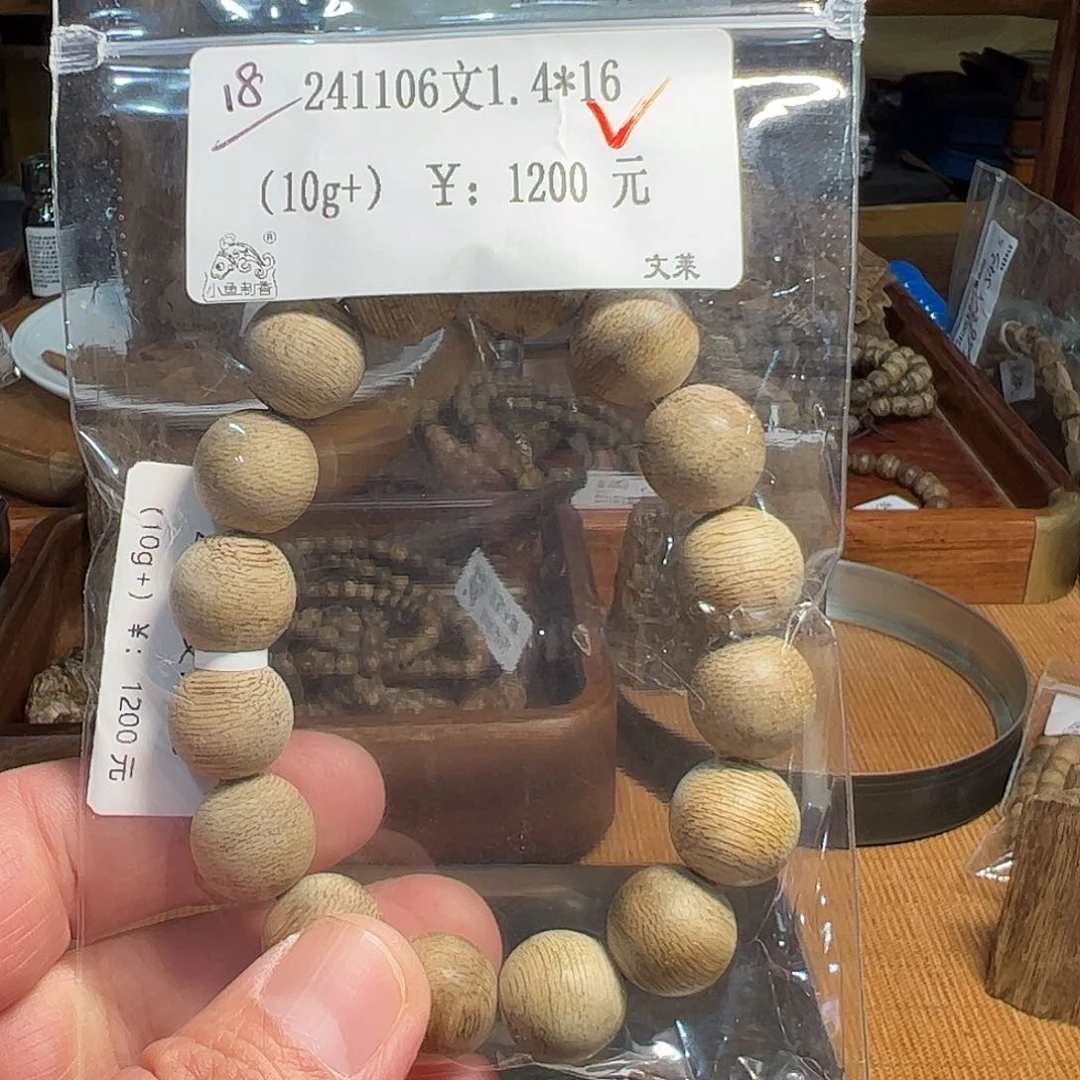 18 241106文1.4*16
(10g+) ¥: 1200 元
小鱼制香
文莱
(10g+) ¥: 1200 元